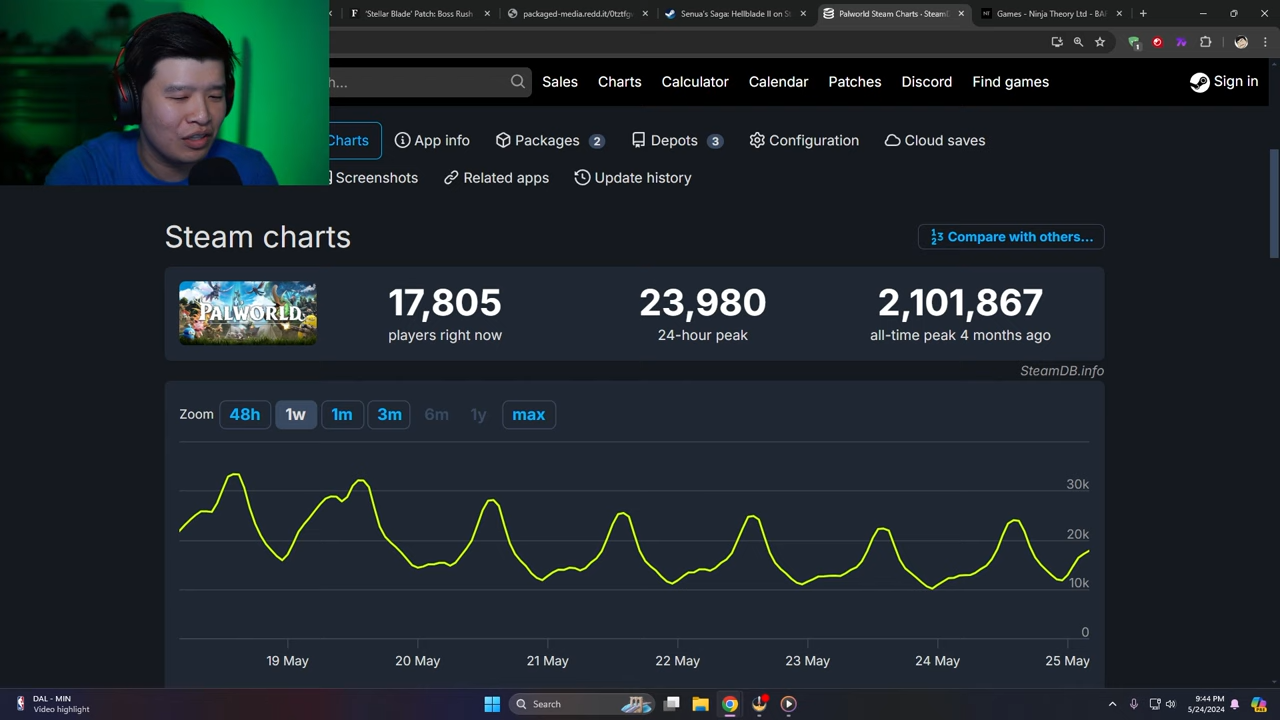 'Stellar Blade' Patch: Boss Rush
packaged-media.redd.it/0tztfgv
Senua's Saga: Hellblade II on St
Palworld Steam Charts · SteamD
Games - Ninja Theory Ltd - BA
h...
Sales
Charts
Calculator
Calendar
Patches
Discord
Find games
Sign in
Charts
App info
Packages 2
Depots 3
Configuration
Cloud saves
Screenshots
Related apps
Update history
Steam charts
Compare with others...
PALWORLD
17,805
players right now
23,980
24-hour peak
2,101,867
all-time peak 4 months ago
SteamDB.info
Zoom
48h
1w
1m
3m
6m
1y
max
30k
20k
10k
0
19 May
20 May
21 May
22 May
23 May
24 May
25 May
DAL - MIN
Video highlight
Search
9:44 PM
5/24/2024